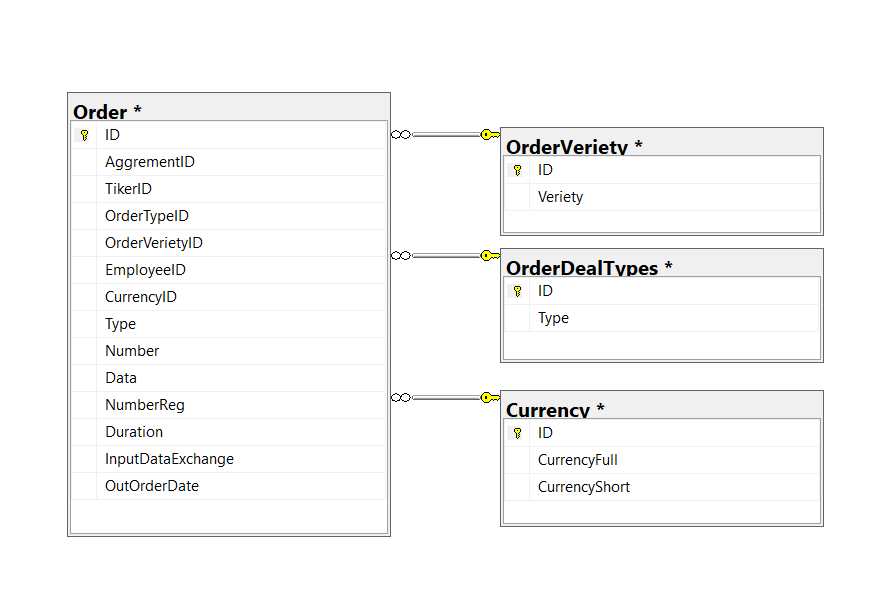 Order *
ID
AggrementID
TikerID
OrderTypeID
OrderVerietyID
EmployeeID
CurrencyID
Type
Number
Data
NumberReg
Duration
InputDataExchange
OutOrderDate
OrderVeriety *
ID
Veriety
OrderDealTypes *
ID
Type
Currency *
ID
CurrencyFull
CurrencyShort